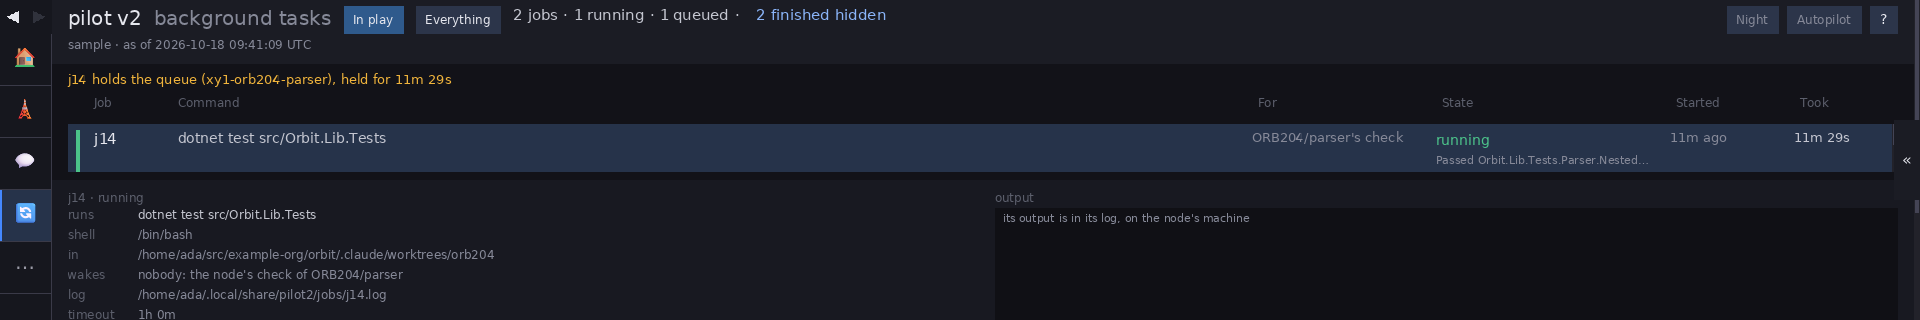 pilot v2 background tasks In play Everything 2 jobs · 1 running · 1 queued · 2 finished hidden Night Autopilot ?
sample · as of 2026-10-18 09:41:09 UTC
j14 holds the queue (xy1-orb204-parser), held for 11m 29s
Job Command For State Started Took
j14 dotnet test src/Orbit.Lib.Tests ORB204/parser's check running 11m ago 11m 29s
Passed Orbit.Lib.Tests.Parser.Nested...
«
j14 · running
runs dotnet test src/Orbit.Lib.Tests
shell /bin/bash
in /home/ada/src/example-org/orbit/.claude/worktrees/orb204
wakes nobody: the node's check of ORB204/parser
log /home/ada/.local/share/pilot2/jobs/j14.log
timeout 1h 0m
output
its output is in its log, on the node's machine